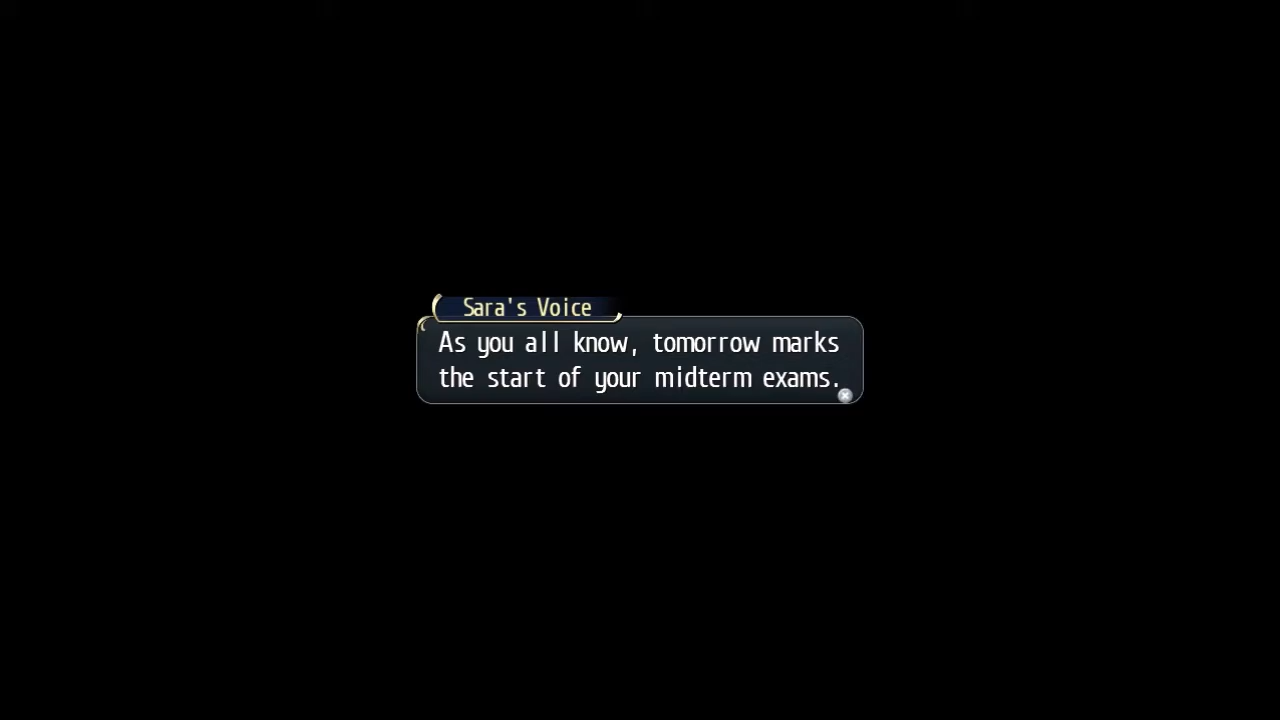 Sara's Voice
As you all know, tomorrow marks
the start of your midterm exams.